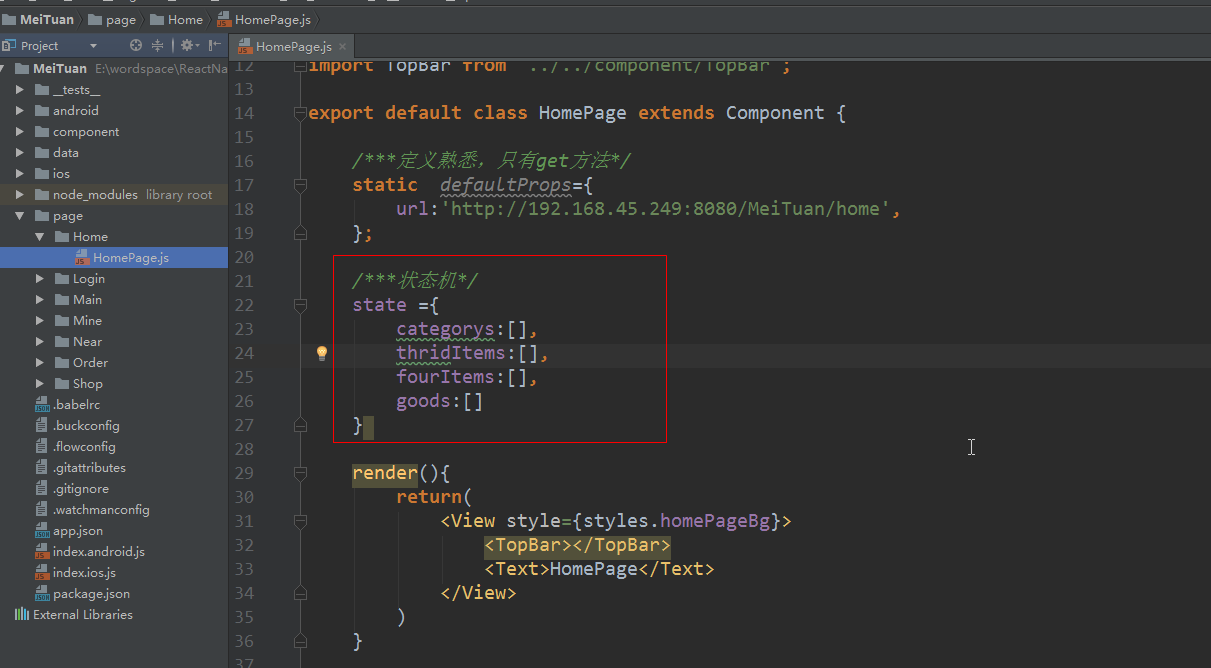 MeiTuan page Home HomePage.js
Project
HomePage.js
MeiTuan E:\wordspace\ReactNa
__tests__
android
component
data
ios
node_modules library root
page
Home
HomePage.js
Login
Main
Mine
Near
Order
Shop
.babelrc
.buckconfig
.flowconfig
.gitattributes
.gitignore
.watchmanconfig
app.json
index.android.js
index.ios.js
package.json
External Libraries
12 import TopBar from '../../component/TopBar';
13
14 export default class HomePage extends Component {
15
16 /***定义熟悉，只有get方法*/
17 static defaultProps={
18 url:'http://192.168.45.249:8080/MeiTuan/home',
19 };
20
21 /***状态机*/
22 state ={
23 categorys:[],
24 thridItems:[],
25 fourItems:[],
26 goods:[]
27 }
28
29 render(){
30 return(
31 <View style={styles.homePageBg}>
32 <TopBar></TopBar>
33 <Text>HomePage</Text>
34 </View>
35 )
36 }
37